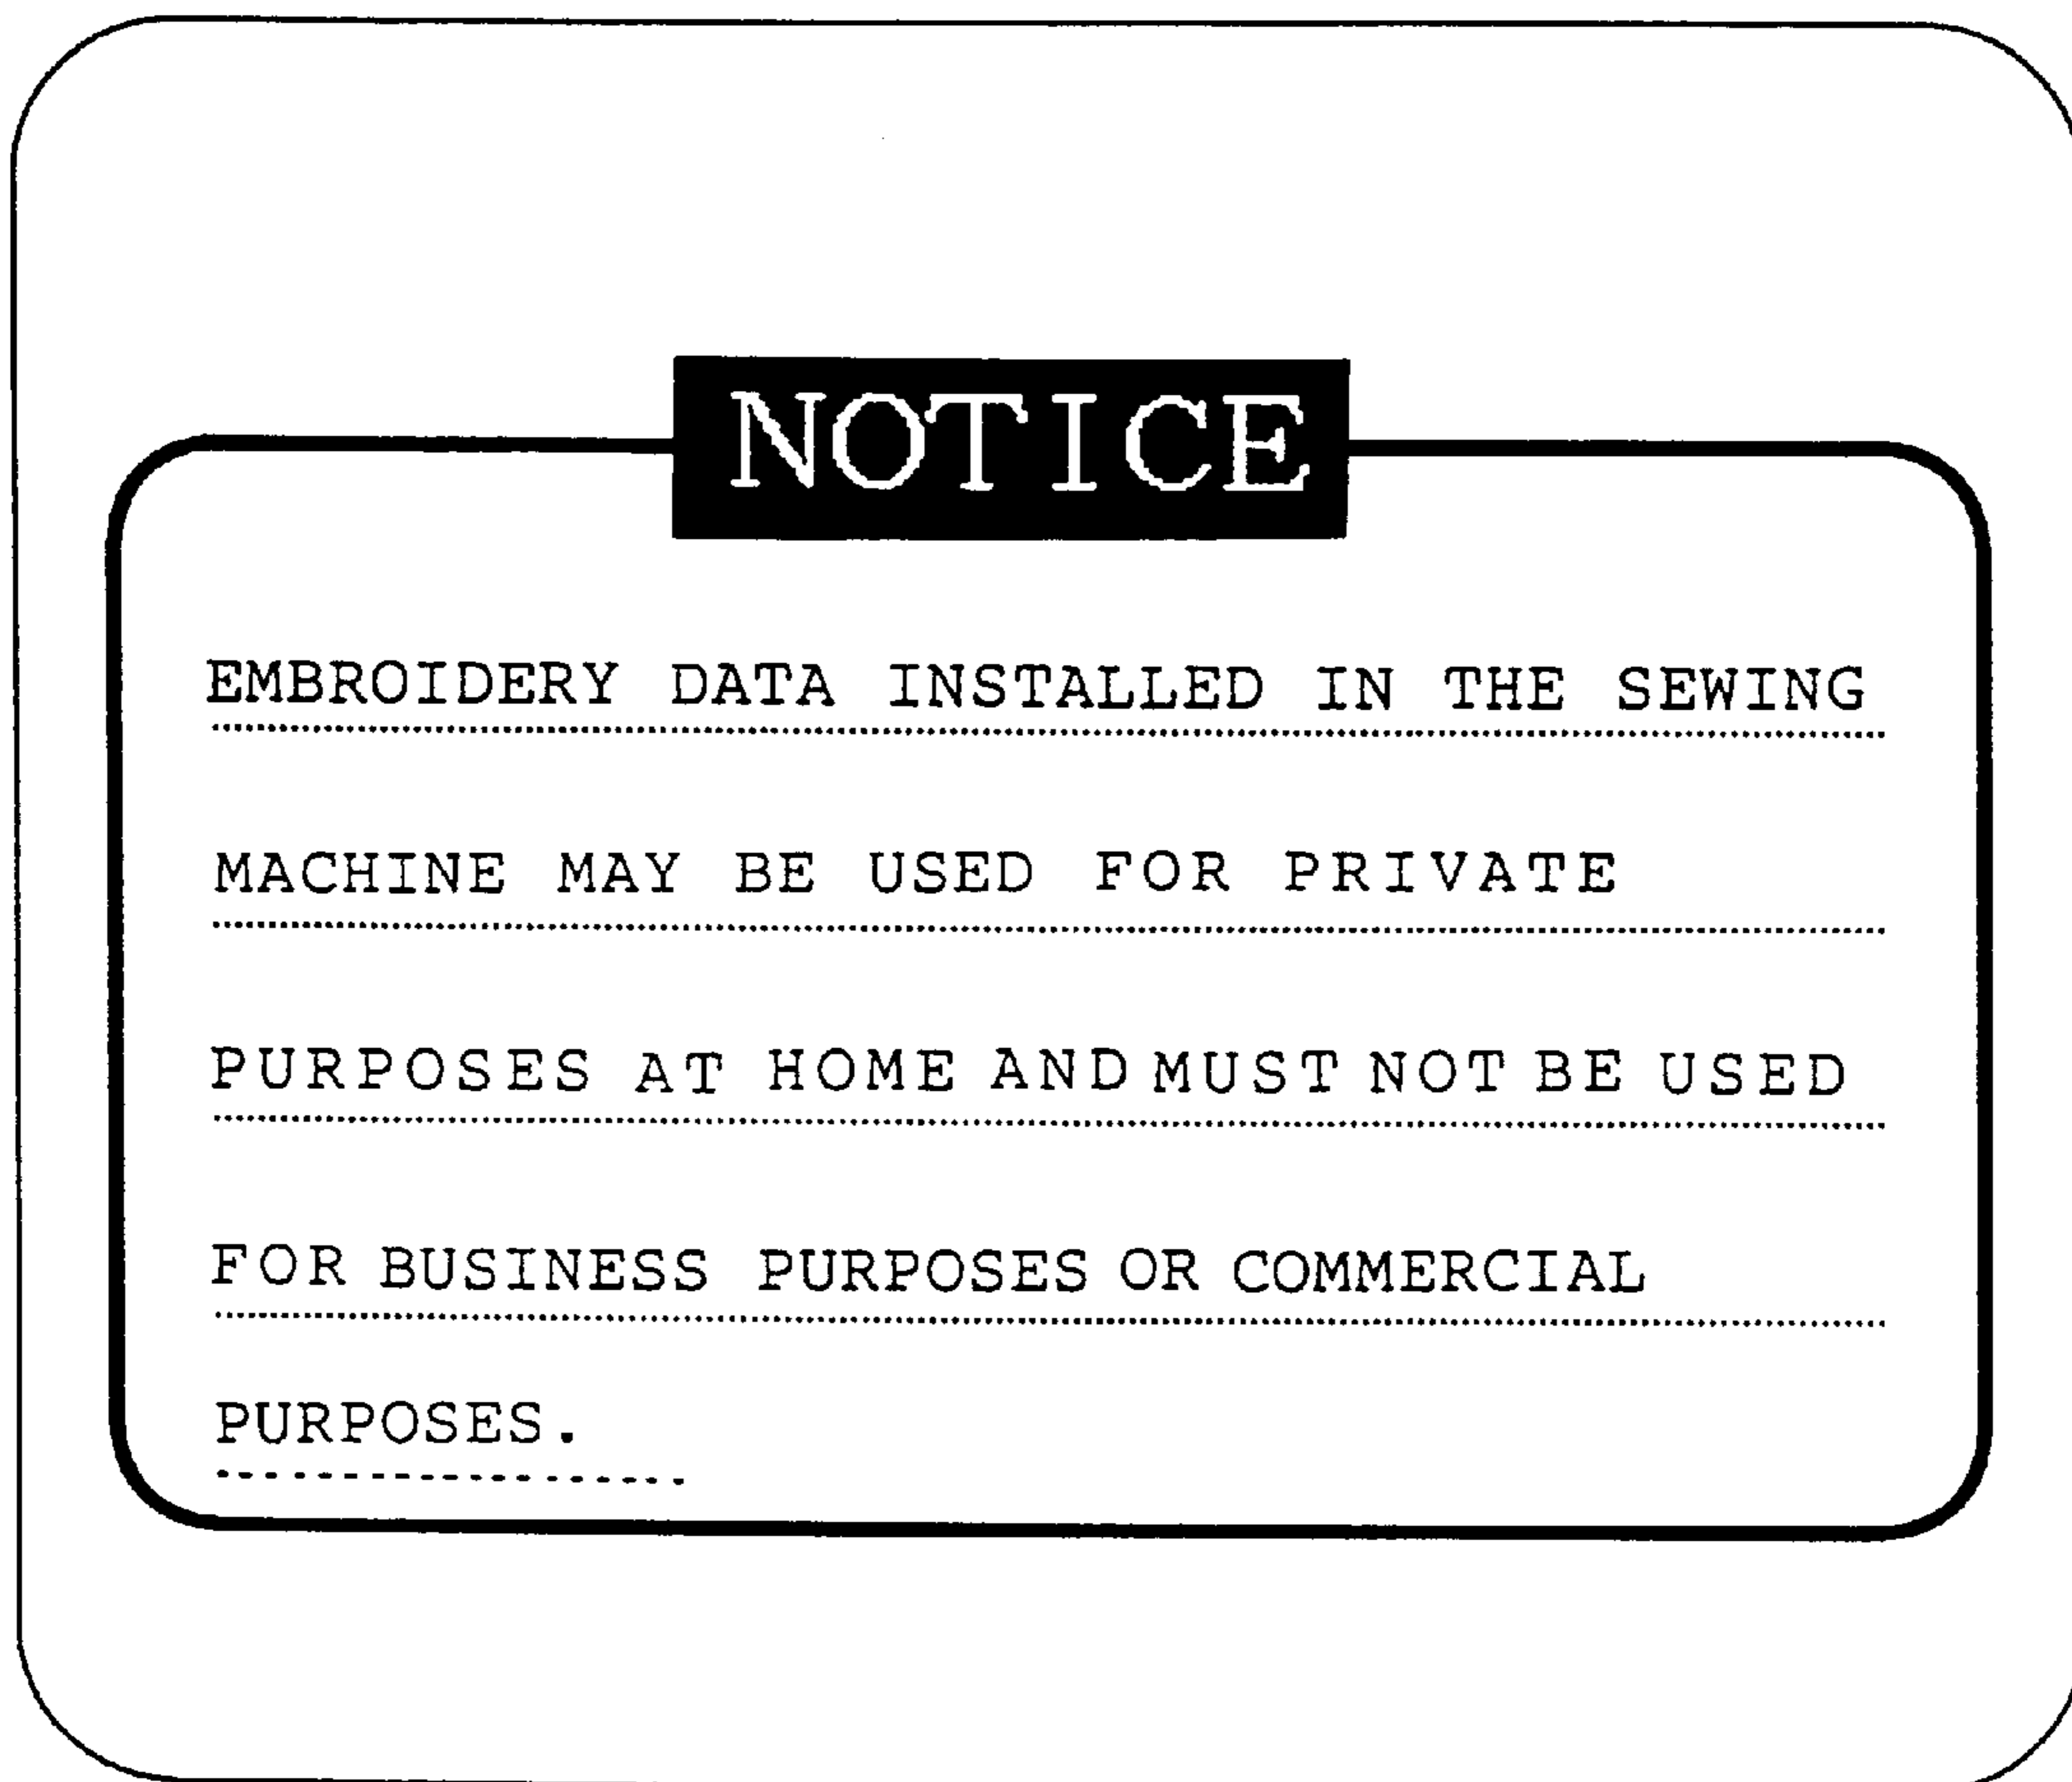 NOTICE
EMBROIDERY DATA INSTALLED IN THE SEWING
MACHINE MAY BE USED FOR PRIVATE
PURPOSES AT HOME AND MUST NOT BE USED
FOR BUSINESS PURPOSES OR COMMERCIAL
PURPOSES.